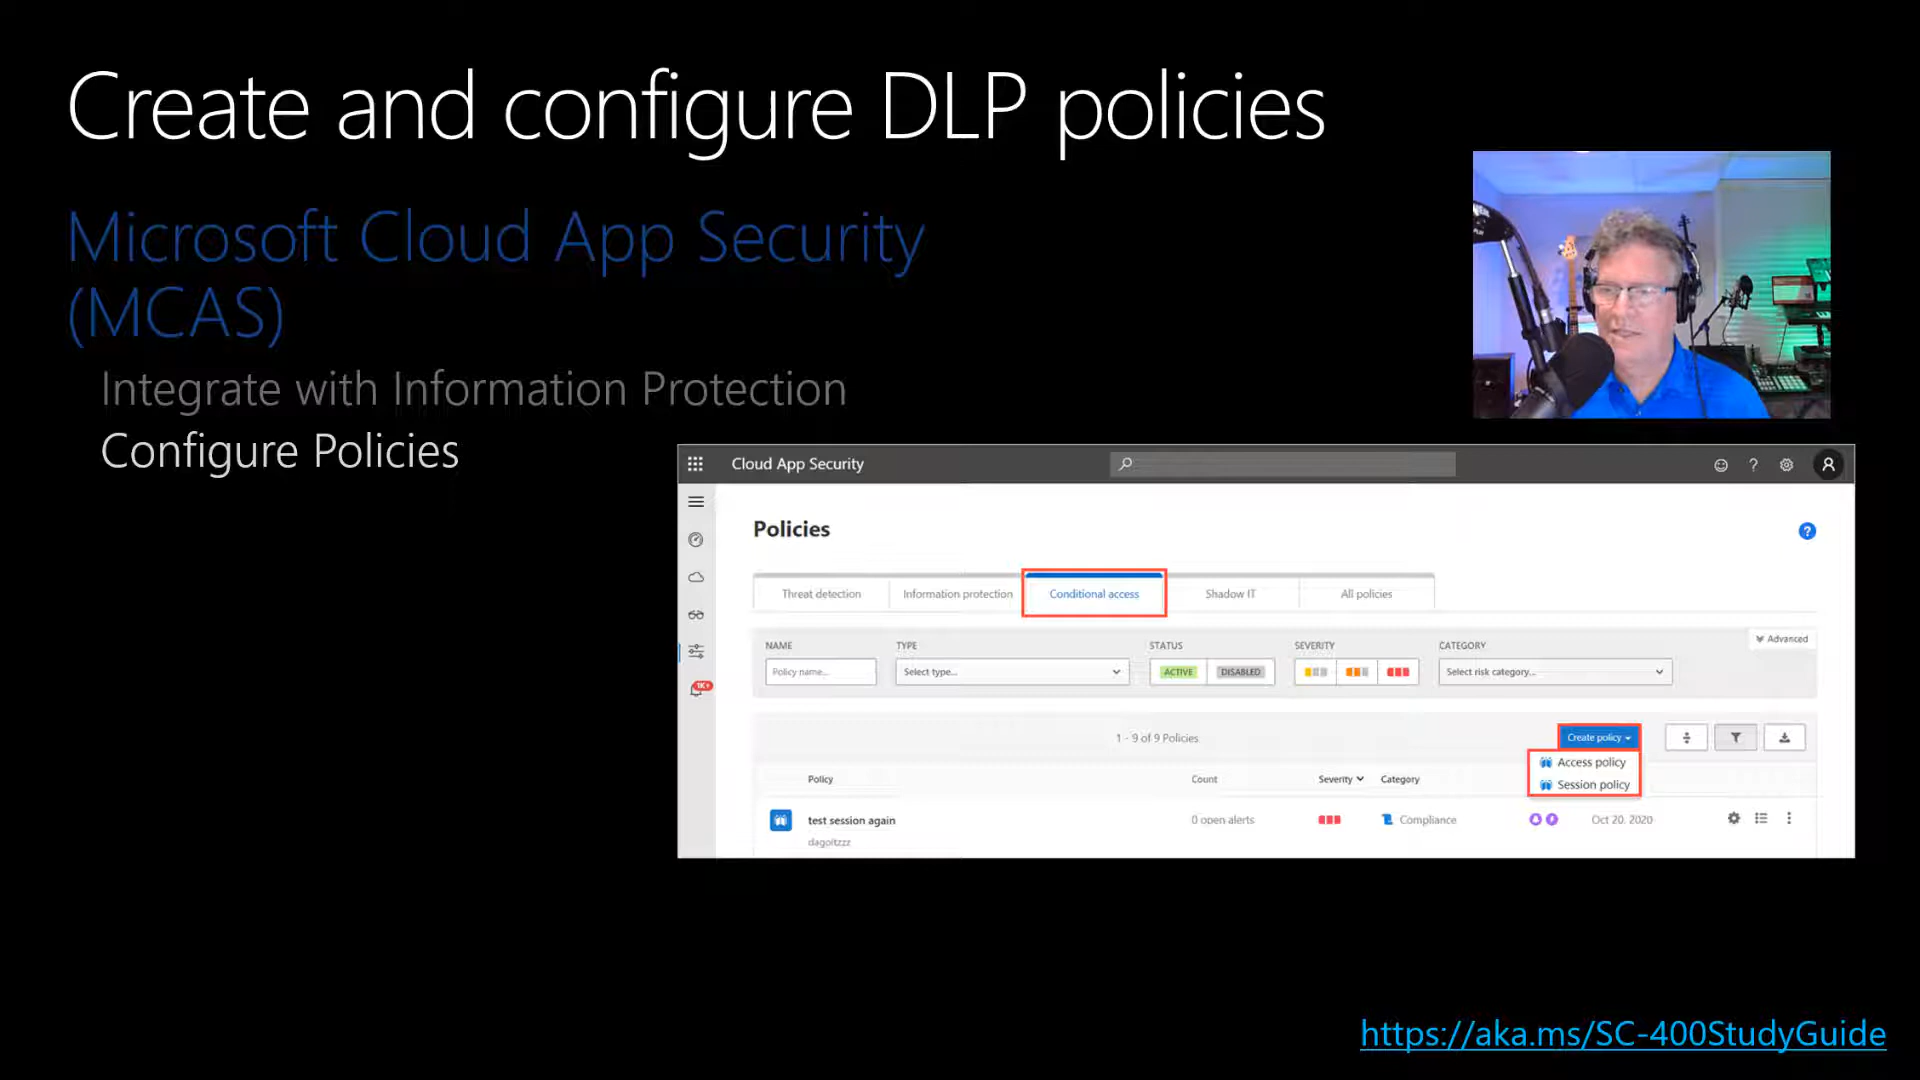 Create and configure DLP policies
Microsoft Cloud App Security
(MCAS)
Integrate with Information Protection
Configure Policies
Cloud App Security
Policies
Threat detection
Information protection
Conditional access
Shadow IT
All policies
Advanced
NAME
TYPE
STATUS
SEVERITY
CATEGORY
Policy name...
Select type...
ACTIVE
DISABLED
Select risk category...
1K+
1 - 9 of 9 Policies
Create policy
Access policy
Session policy
Policy
Count
Severity
Category
test session again
0 open alerts
Compliance
Oct 20, 2020
dagoltzzz
https://aka.ms/SC-400StudyGuide